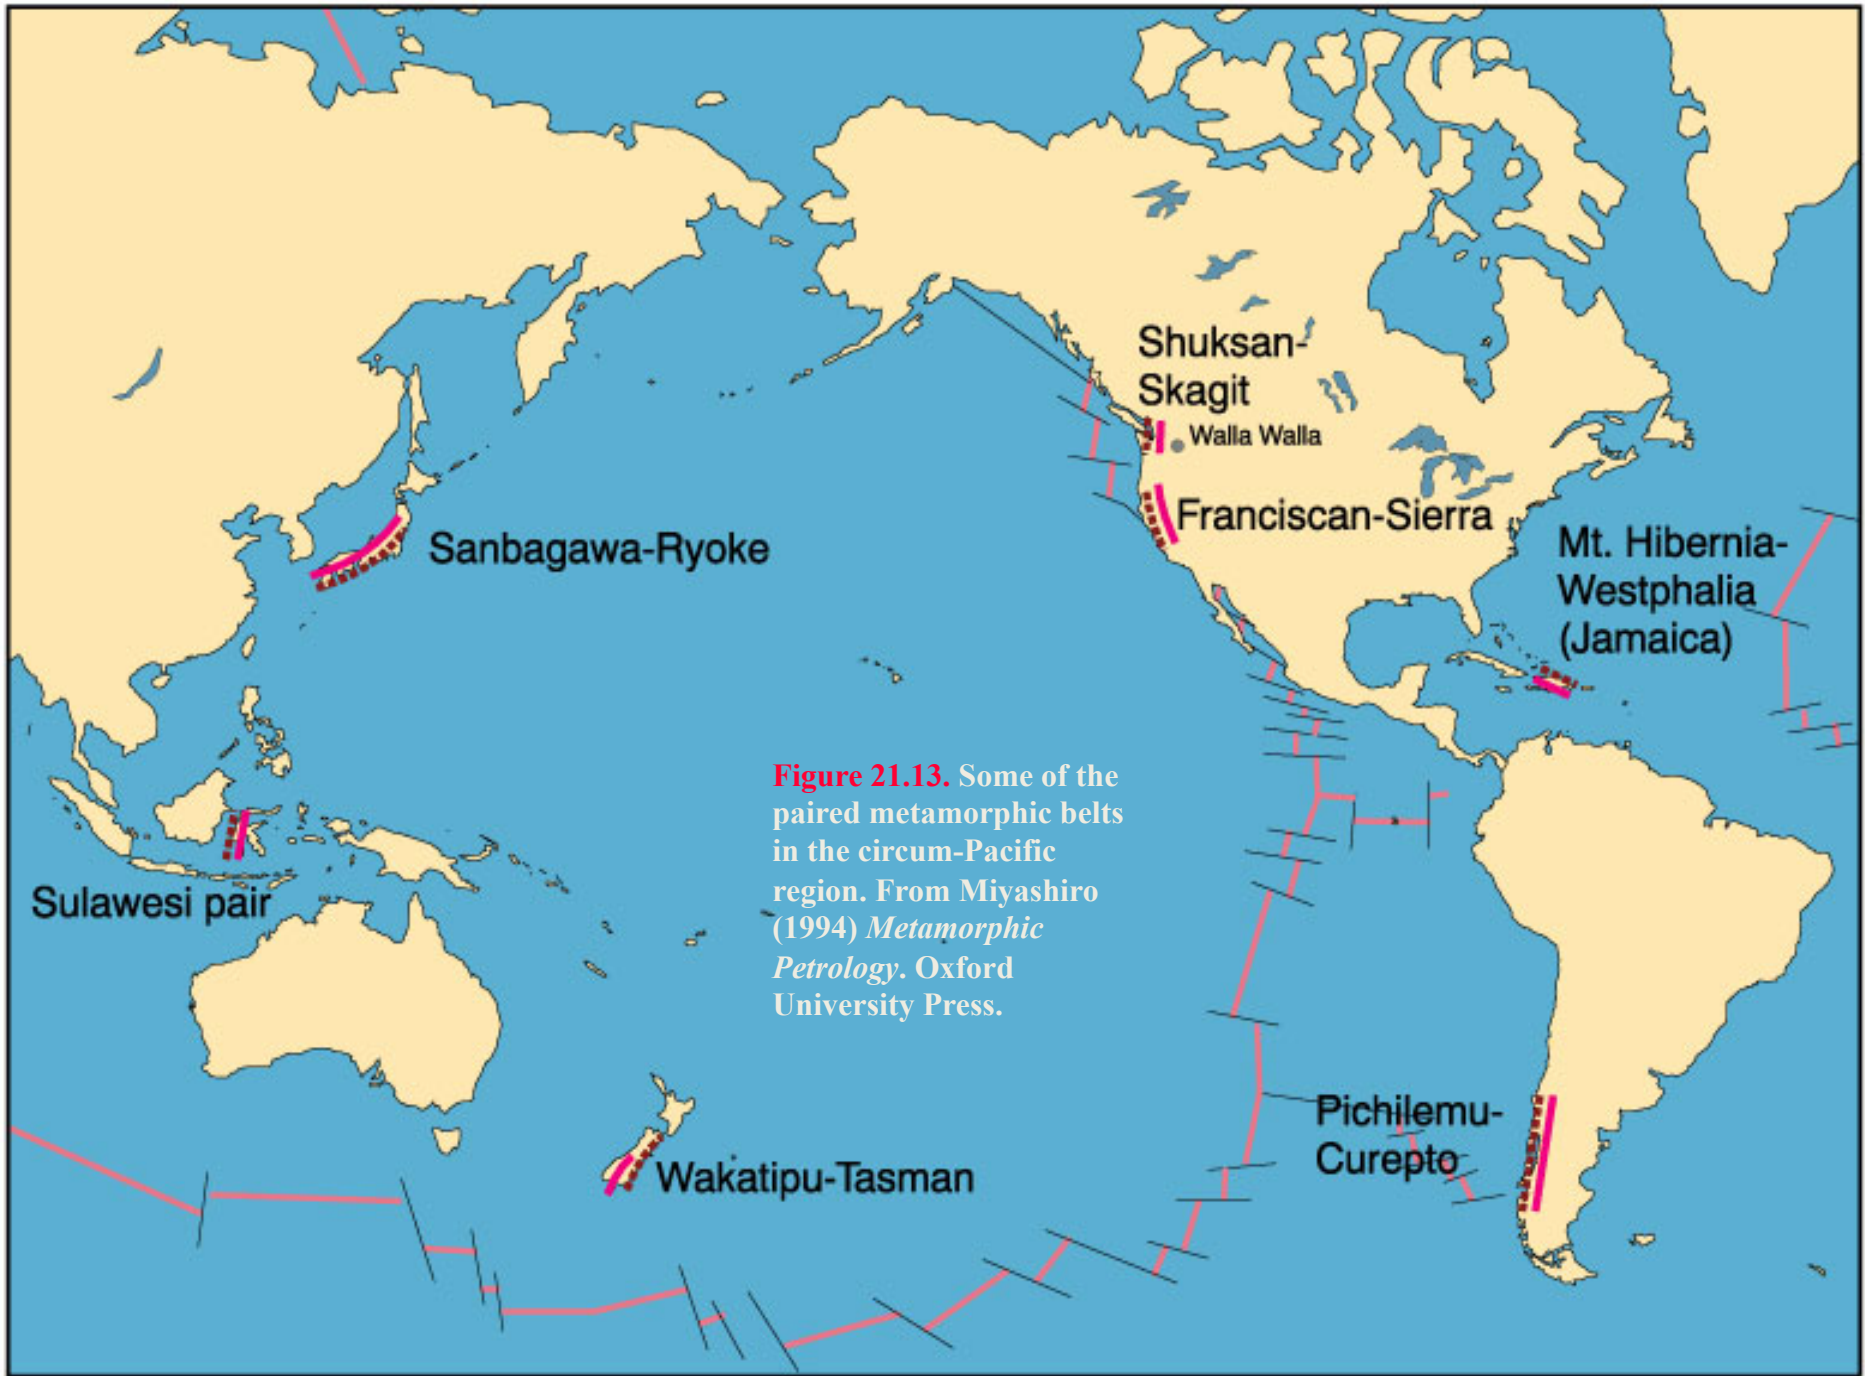 Shuksan-
Skagit
Walla Walla
Franciscan-Sierra
Sanbagawa-Ryoke
Mt. Hibernia-
Westphalia
(Jamaica)
Figure 21.13. Some of the
paired metamorphic belts
in the circum-Pacific
region. From Miyashiro
(1994) Metamorphic
Petrology. Oxford
University Press.
Sulawesi pair
Pichilemu-
Curepto
Wakatipu-Tasman